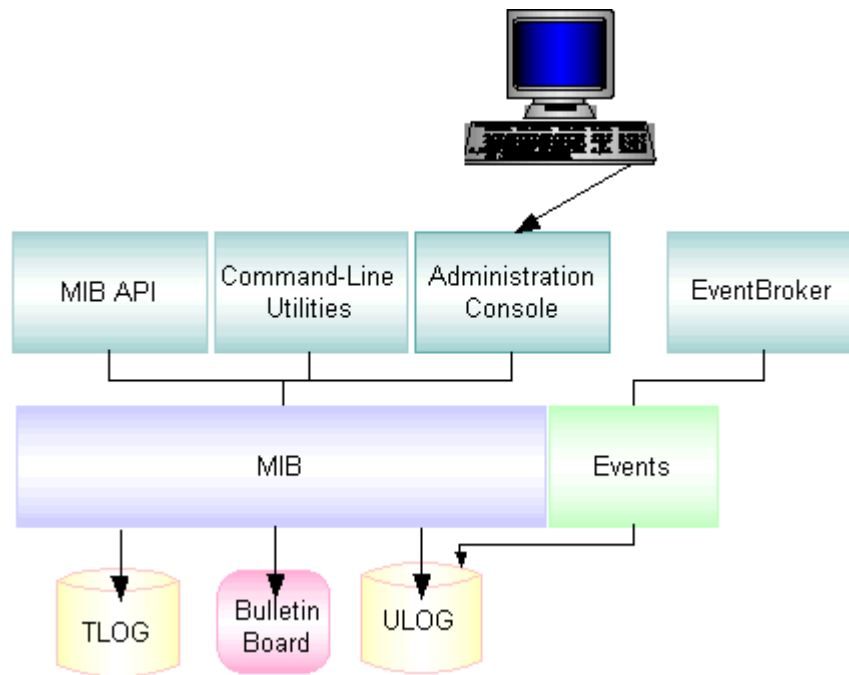 MIB API
Command-Line
Utilities
Administration
Console
EventBroker
MIB
Events
TLOG
Bulletin
Board
ULOG